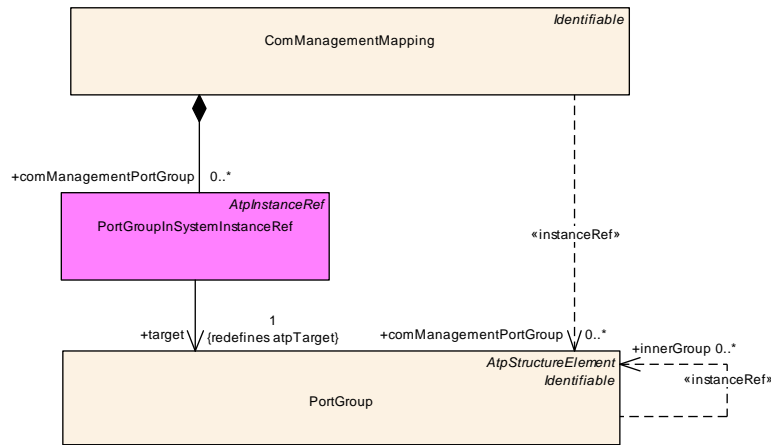 Identifiable
ComManagementMapping
+comManagementPortGroup 0..*
AtpInstanceRef
PortGroupInSystemInstanceRef
«instanceRef»
+target 1
{redefines atpTarget}
+comManagementPortGroup 0..*
+innerGroup 0..*
AtpStructureElement
Identifiable
«instanceRef»
PortGroup